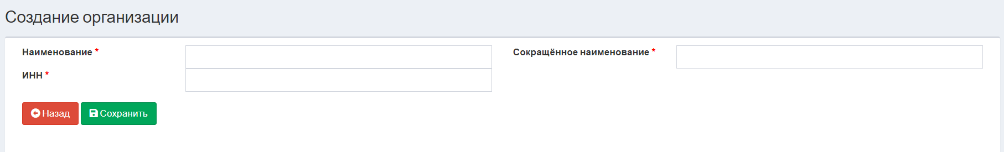 Создание организации
Наименование * Сокращённое наименование *
ИНН *
Назад Сохранить